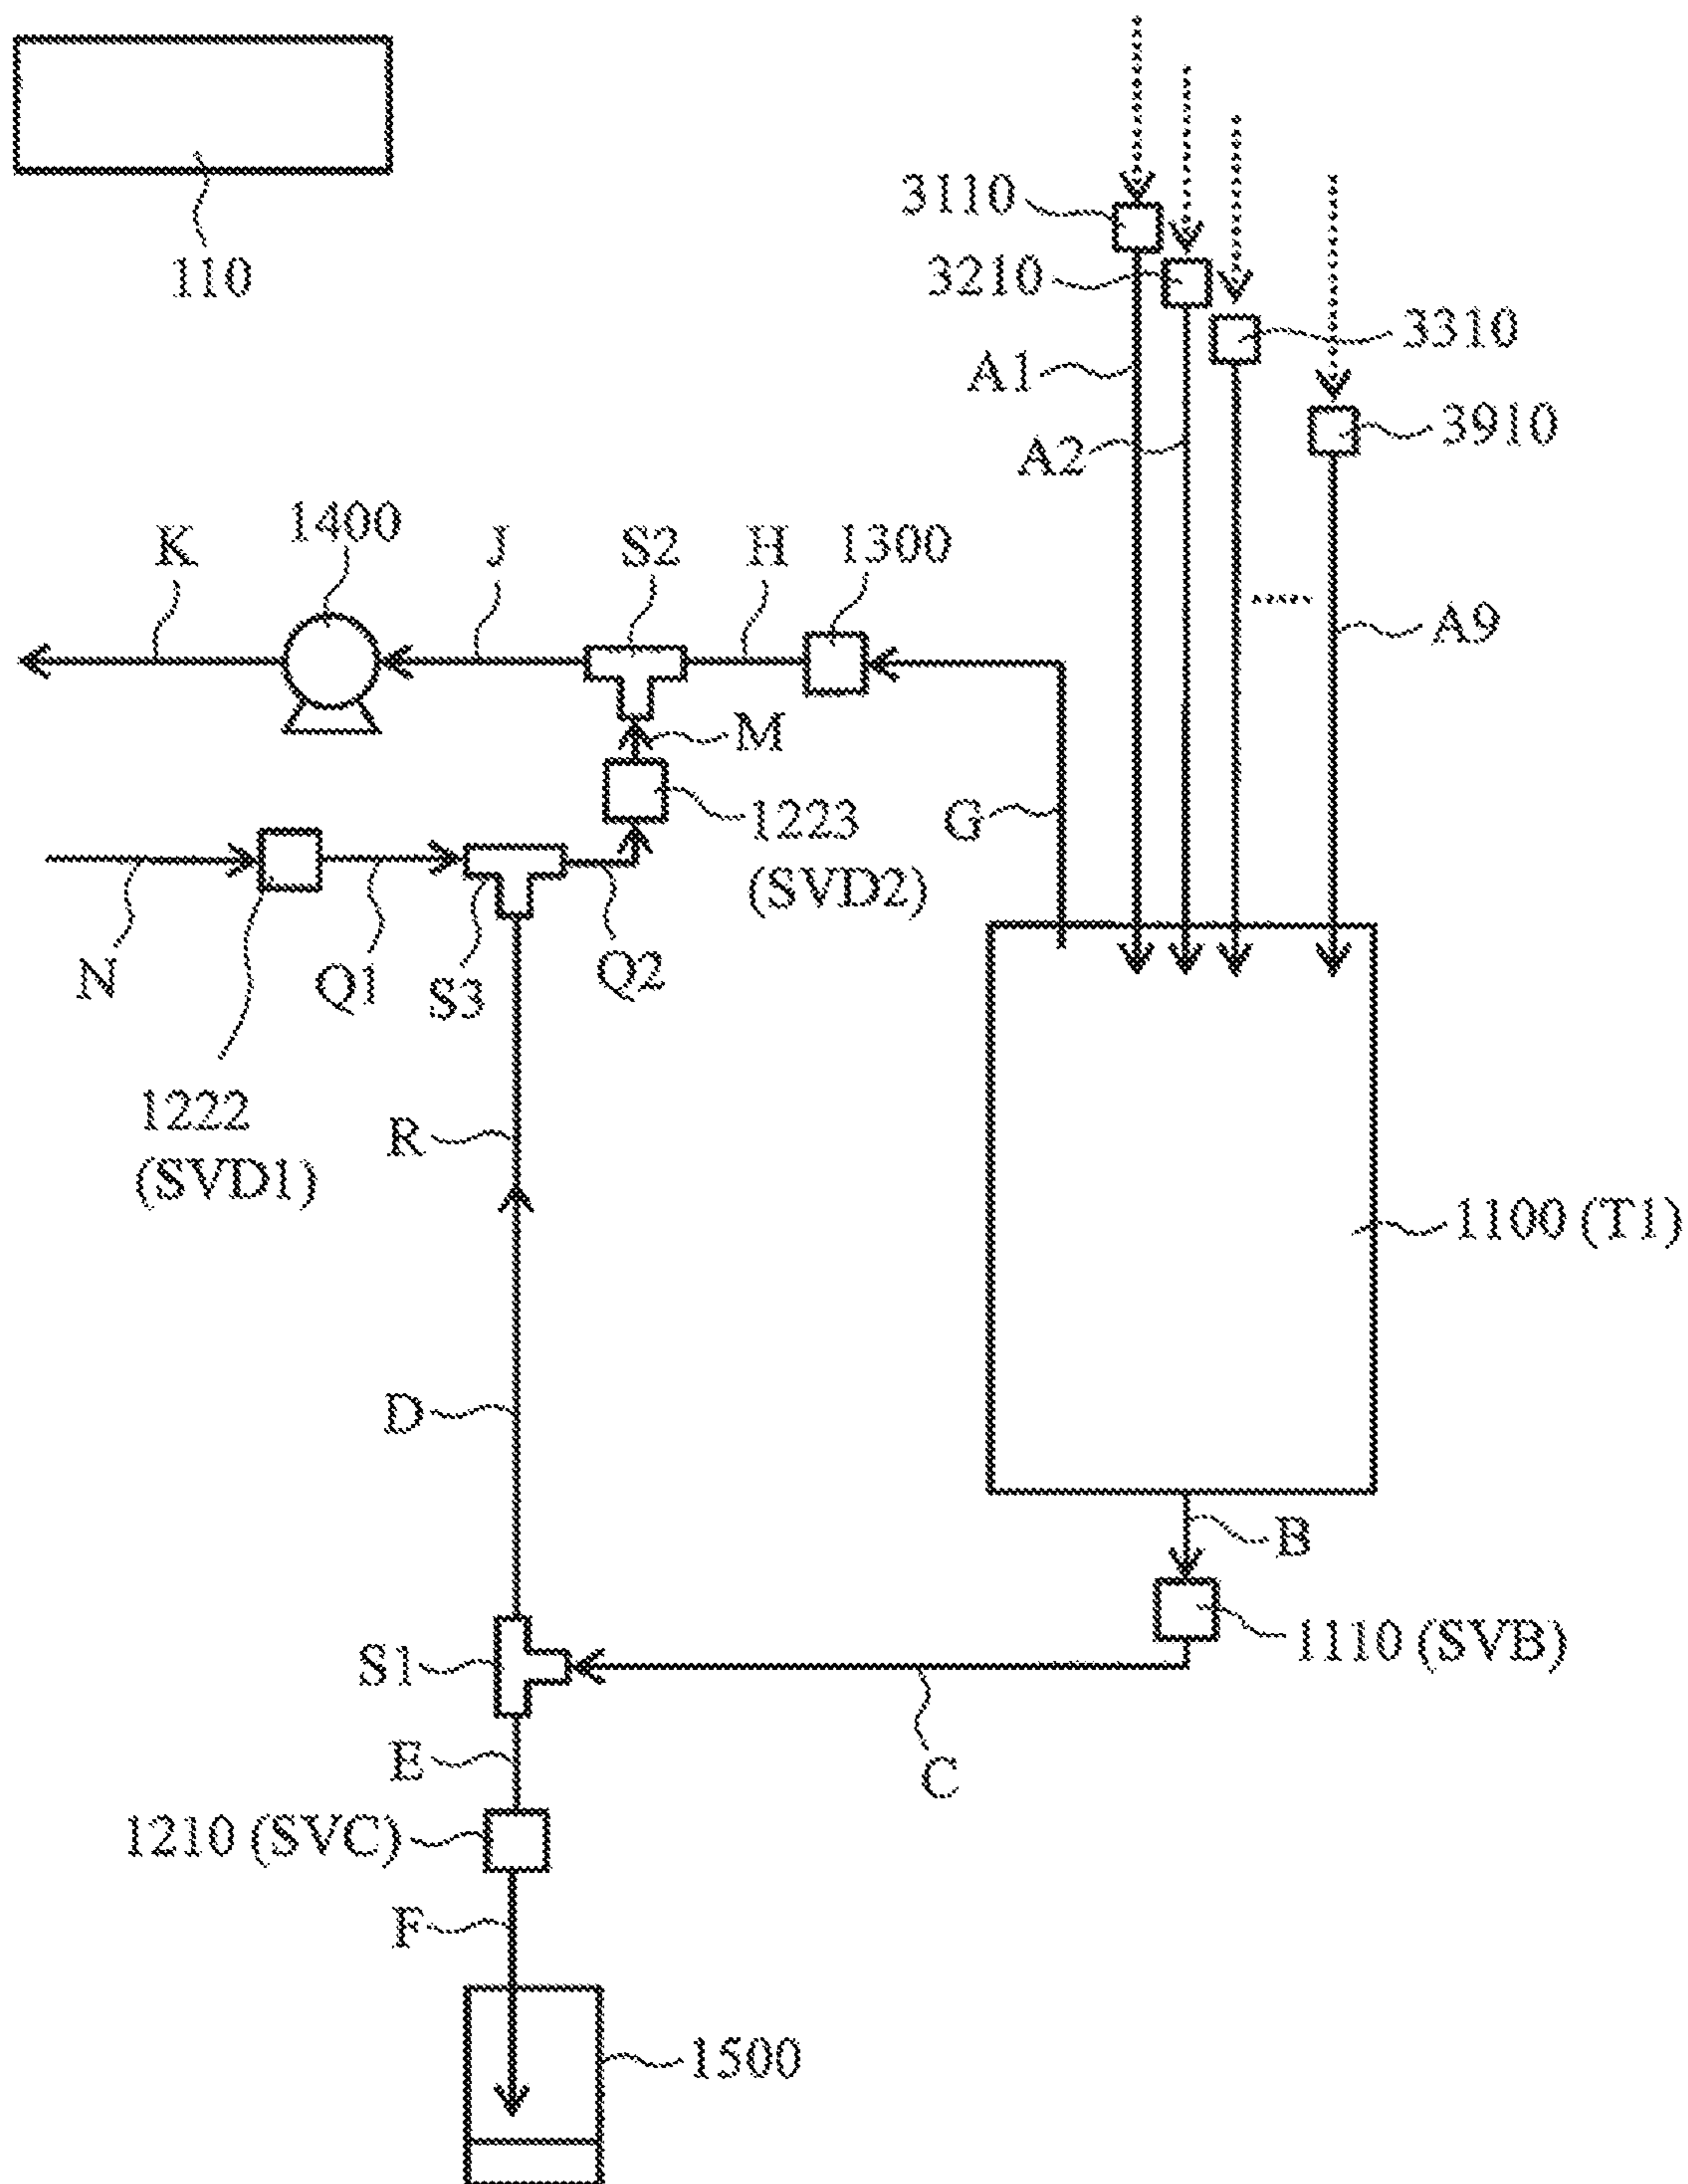 110
3110
3210
3310
A1
3910
A2
K
1400
J
S2
H
1300
A9
M
G
1223
(SVD2)
N
Q1
S3
Q2
1222
(SVD1)
R
1100 (T1)
D
B
1110 (SVB)
S1
E
C
1210 (SVC)
F
1500